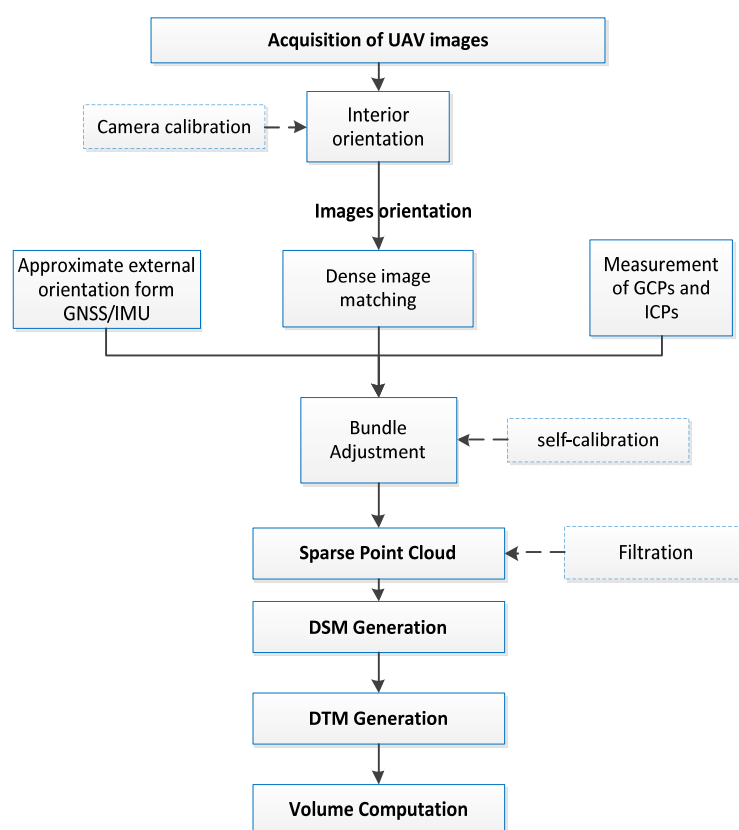 Acquisition of UAV images
Interior
orientation
Camera calibration
Images orientation
Approximate external
orientation form
GNSS/IMU
Dense image
matching
Measurement
of GCPs and
ICPs
Bundle
Adjustment
self-calibration
Sparse Point Cloud
Filtration
DSM Generation
DTM Generation
Volume Computation